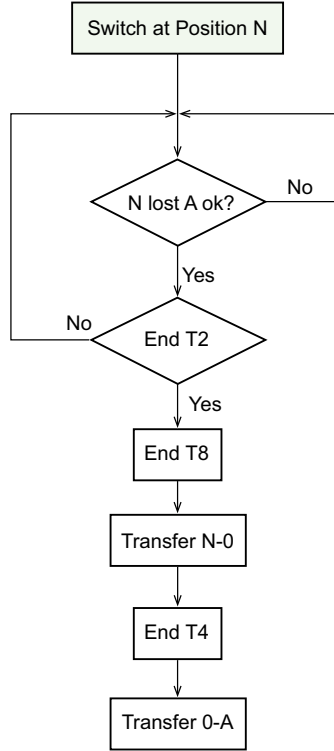 Switch at Position N
N lost A ok?
No
Yes
No
End T2
Yes
End T8
Transfer N-0
End T4
Transfer 0-A